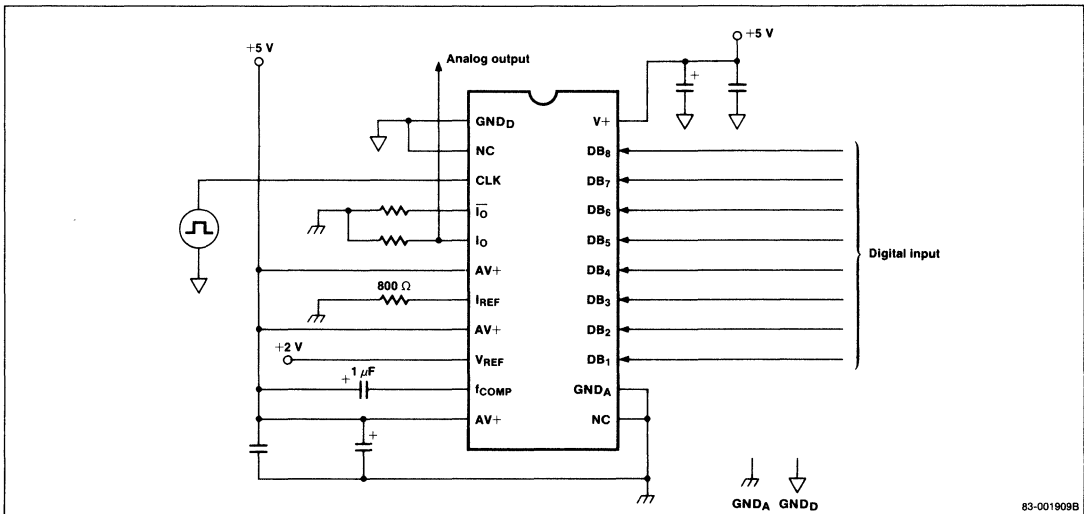 +5 V
+5 V
Analog output
GND_D
NC
CLK
I̅_O̅
I_O
AV+
800 Ω
I_REF
AV+
+2 V
V_REF
+ 1 μF
f_COMP
AV+
+
V+
+
DB_8
DB_7
DB_6
DB_5
DB_4
DB_3
DB_2
DB_1
GND_A
NC
Digital input
GND_A GND_D
83-001909B